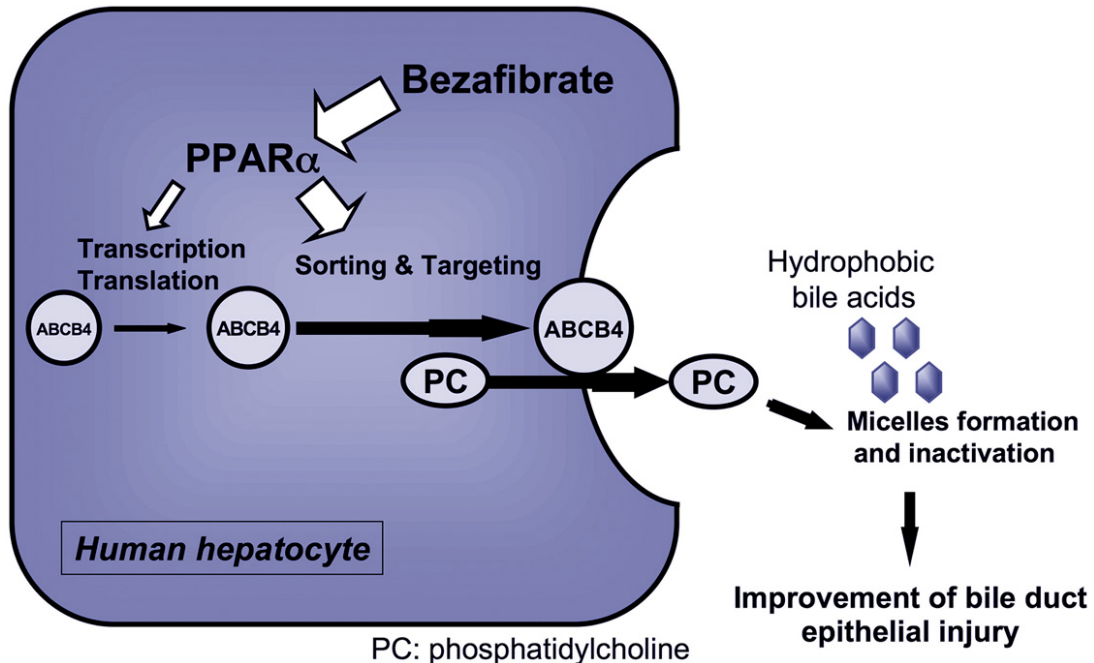 Bezafibrate
PPARα
Transcription
Translation
Sorting & Targeting
ABCB4
ABCB4
ABCB4
PC
PC
Hydrophobic
bile acids
Micelles formation
and inactivation
Human hepatocyte
Improvement of bile duct
epithelial injury
PC: phosphatidylcholine